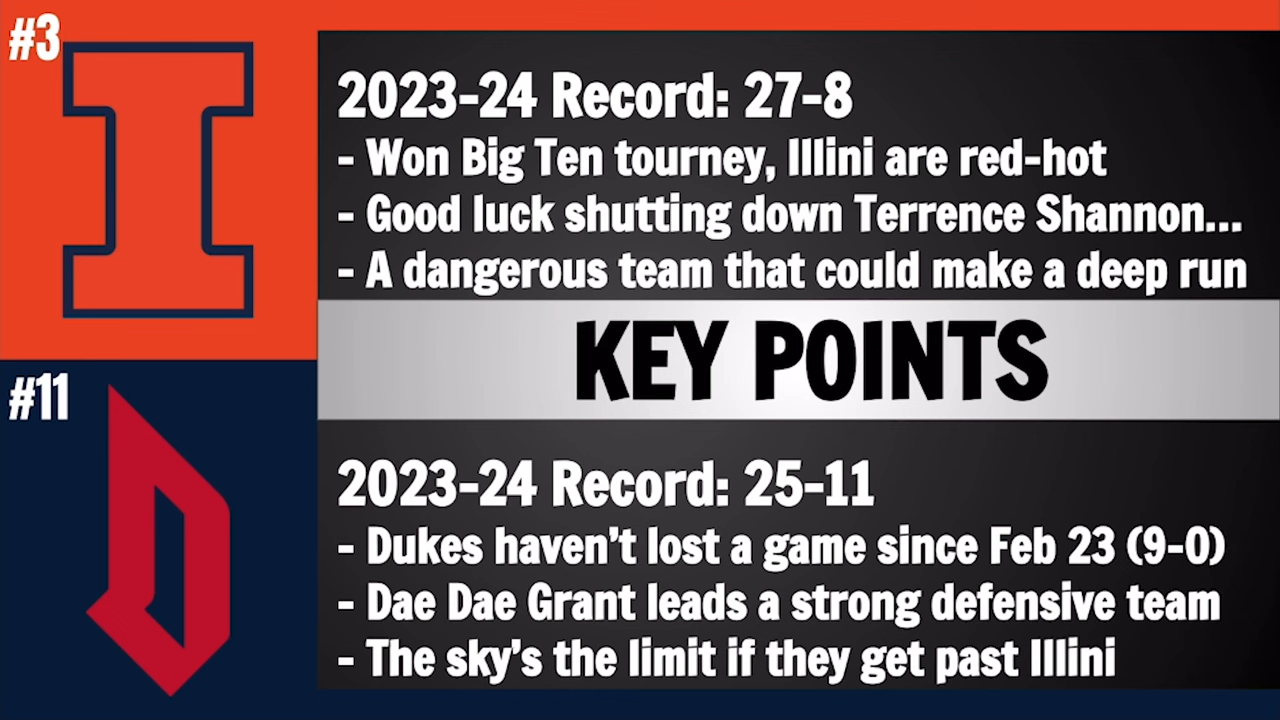 #3
2023-24 Record: 27-8
- Won Big Ten tourney, Illini are red-hot
- Good luck shutting down Terrence Shannon...
- A dangerous team that could make a deep run
KEY POINTS
#11
2023-24 Record: 25-11
- Dukes haven't lost a game since Feb 23 (9-0)
- Dae Dae Grant leads a strong defensive team
- The sky's the limit if they get past Illini